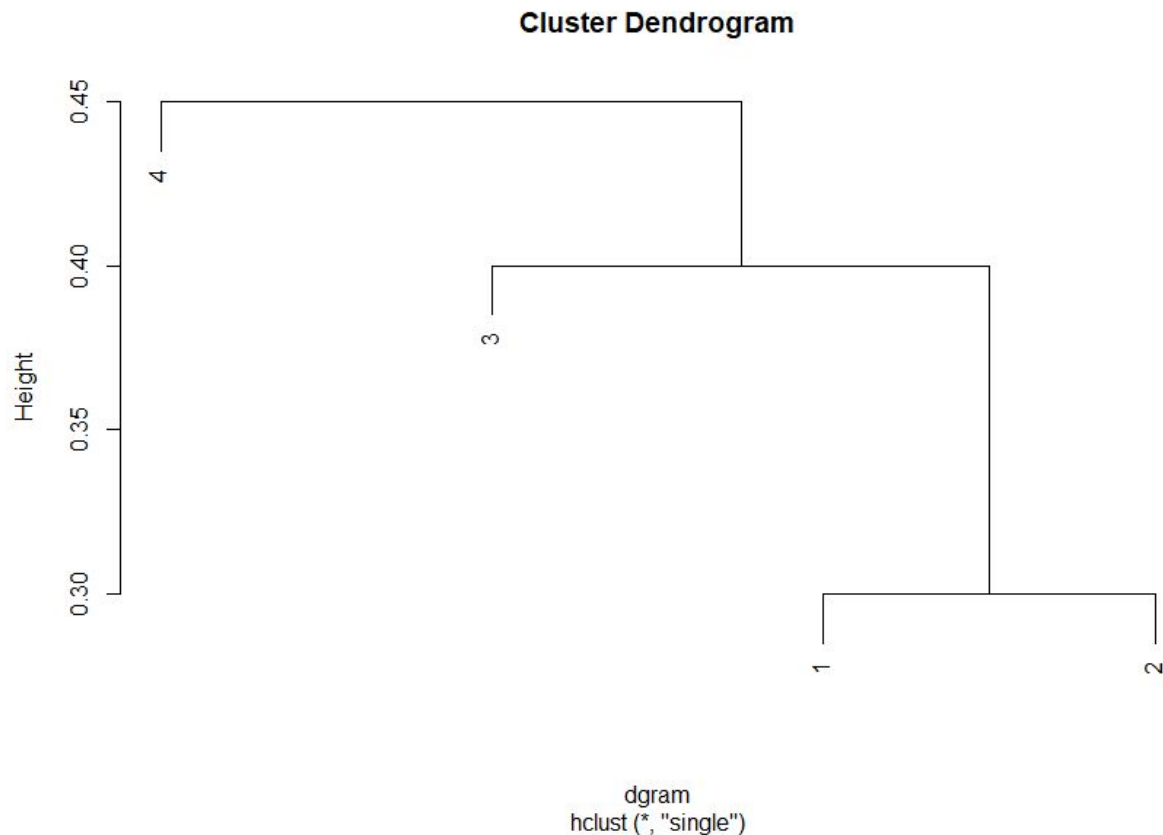 Cluster Dendrogram
Height
0.45
0.40
0.35
0.30
4
3
1
2
dgram
hclust (*, "single")